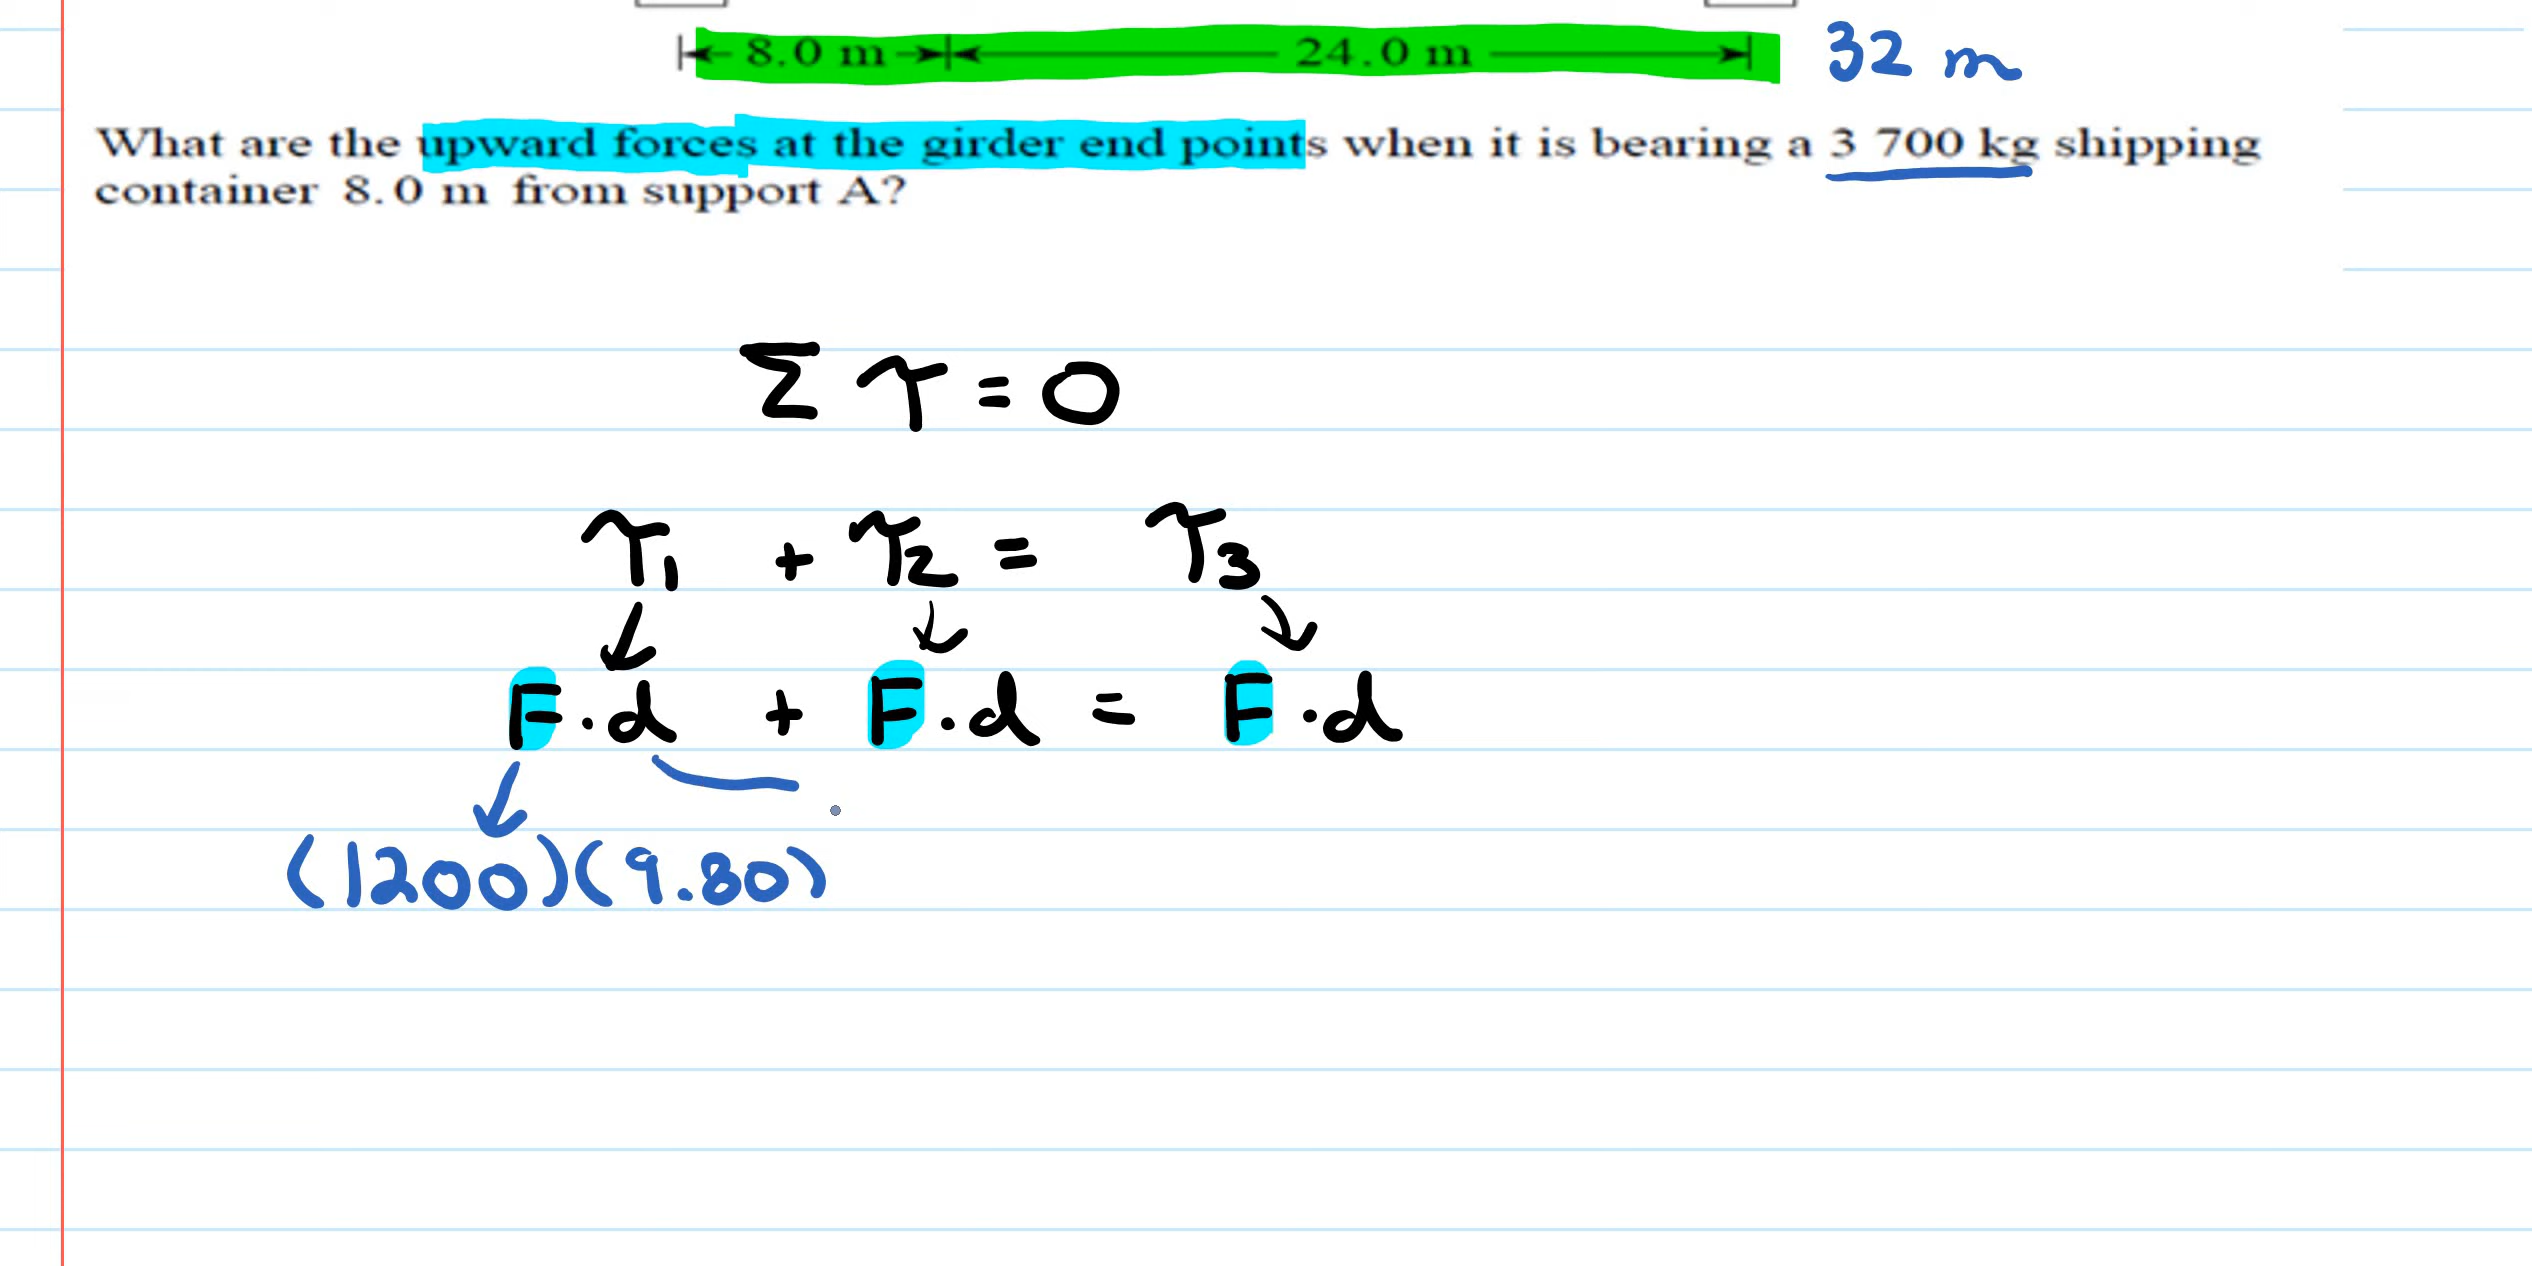 8.0 m 24.0 m 32 m
What are the upward forces at the girder end points when it is bearing a 3 700 kg shipping
container 8.0 m from support A?
Σ τ = 0
τ1 + τ2 = τ3
F · d + F · d = F · d
(1200)(9.80)